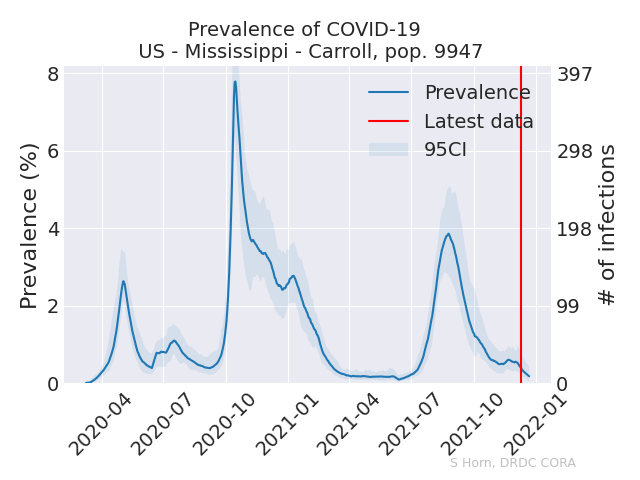 Prevalence of COVID-19
US - Mississippi - Carroll, pop. 9947
Prevalence (%)
8
6
4
2
0
397
298
198
99
0
# of infections
Prevalence
Latest data
95CI
2020-04
2020-07
2020-10
2021-01
2021-04
2021-07
2021-10
2022-01
S Horn, DRDC CORA